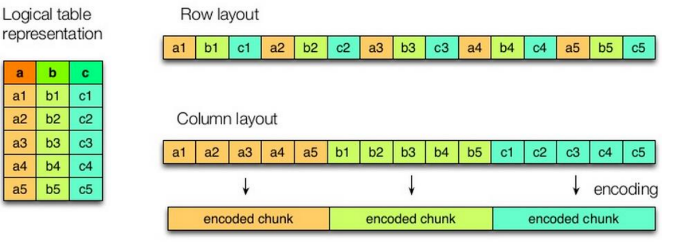 Logical table
representation
a b c
a1 b1 c1
a2 b2 c2
a3 b3 c3
a4 b4 c4
a5 b5 c5
Row layout
a1 b1 c1 a2 b2 c2 a3 b3 c3 a4 b4 c4 a5 b5 c5
Column layout
a1 a2 a3 a4 a5 b1 b2 b3 b4 b5 c1 c2 c3 c4 c5
encoding
encoded chunk encoded chunk encoded chunk